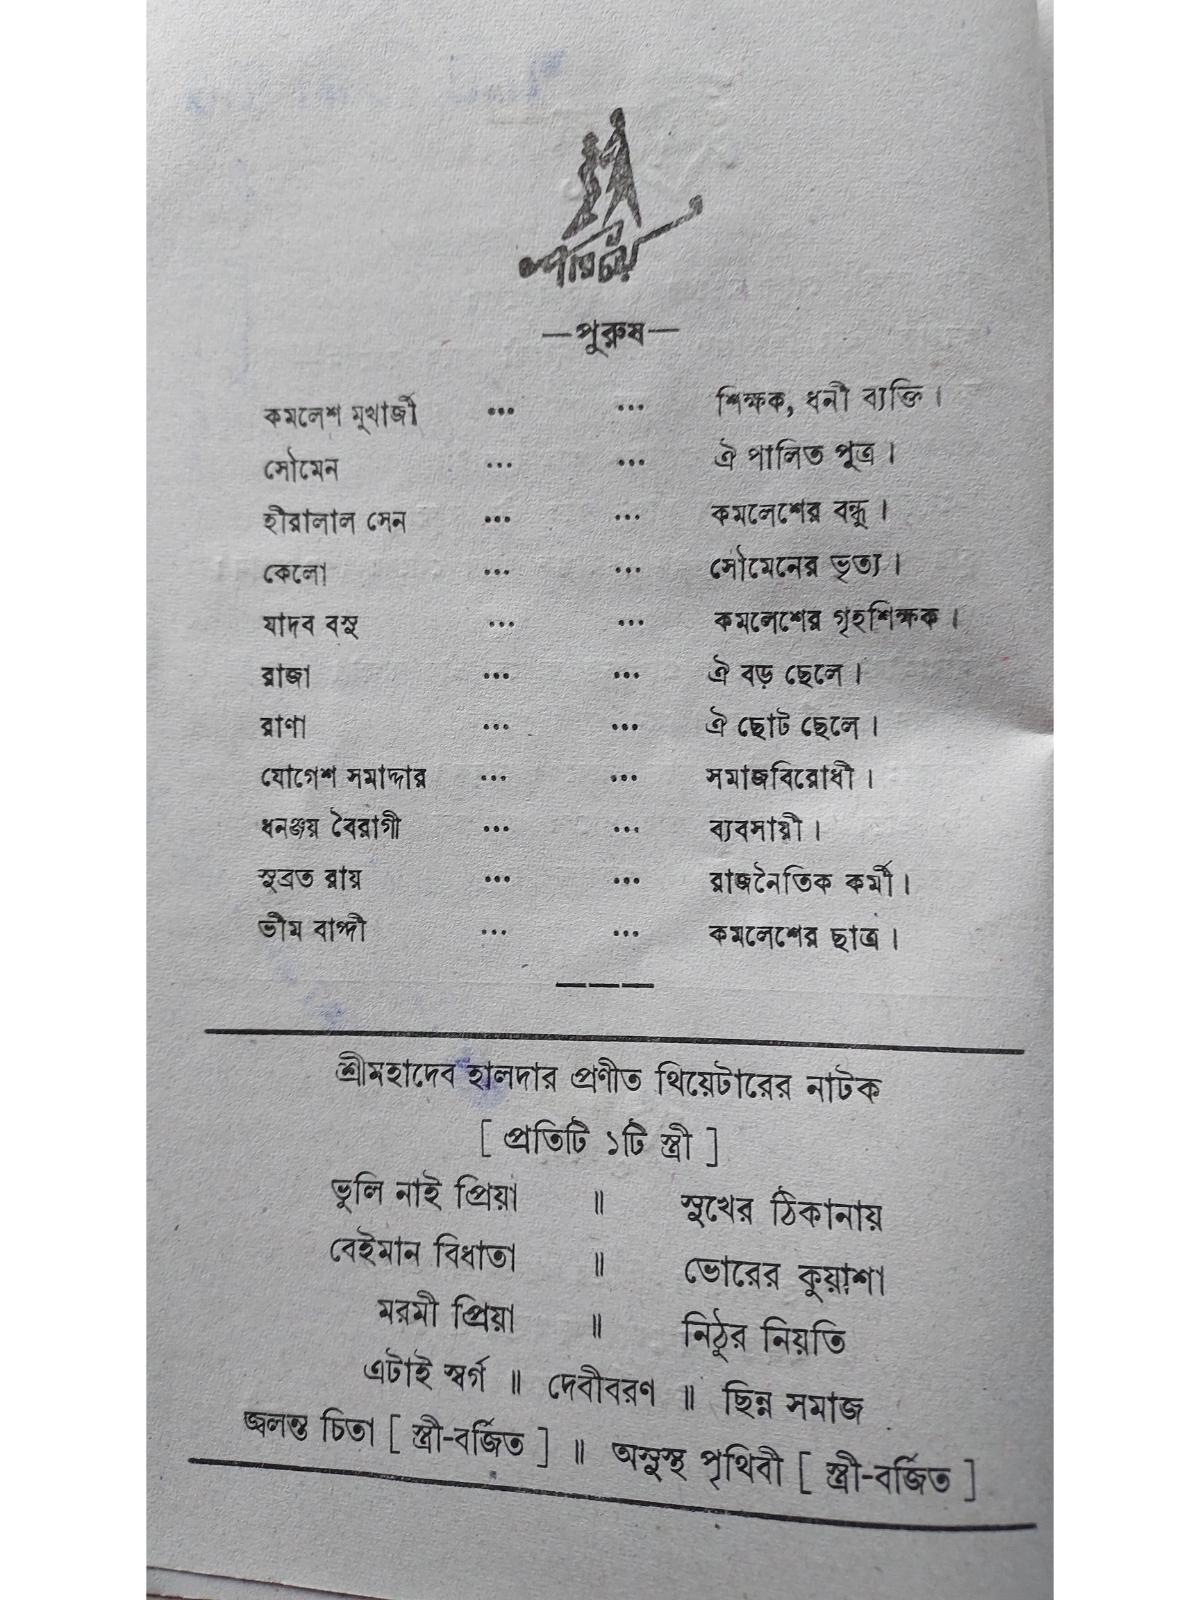 পরিচয়
—পুরুষ—
কমলেশ মুখার্জী ... ... শিক্ষক, ধনী ব্যক্তি।
সৌমেন ... ... ঐ পালিত পুত্র।
হীরালাল সেন ... ... কমলেশের বন্ধু।
কেলো ... ... সৌমেনের ভৃত্য।
যাদব বসু ... ... কমলেশের গৃহশিক্ষক।
রাজা ... ... ঐ বড় ছেলে।
রাণা ... ... ঐ ছোট ছেলে।
যোগেশ সমাদ্দার ... ... সমাজবিরোধী।
ধনঞ্জয় বৈরাগী ... ... ব্যবসায়ী।
সুব্রত রায় ... ... রাজনৈতিক কর্মী।
ভীম বাগ্দী ... ... কমলেশের ছাত্র।
শ্রীমহাদেব হালদার প্রণীত থিয়েটারের নাটক
[ প্রতিটি ১টি স্ত্রী ]
ভুলি নাই প্রিয়া ॥ সুখের ঠিকানায়
বেইমান বিধাতা ॥ ভোরের কুয়াশা
মরমী প্রিয়া ॥ নিঠুর নিয়তি
এটাই স্বর্গ ॥ দেবীবরণ ॥ ছিন্ন সমাজ
জ্বলন্ত চিতা [ স্ত্রী-বর্জিত ] ॥ অসুস্থ পৃথিবী [ স্ত্রী-বর্জিত ]